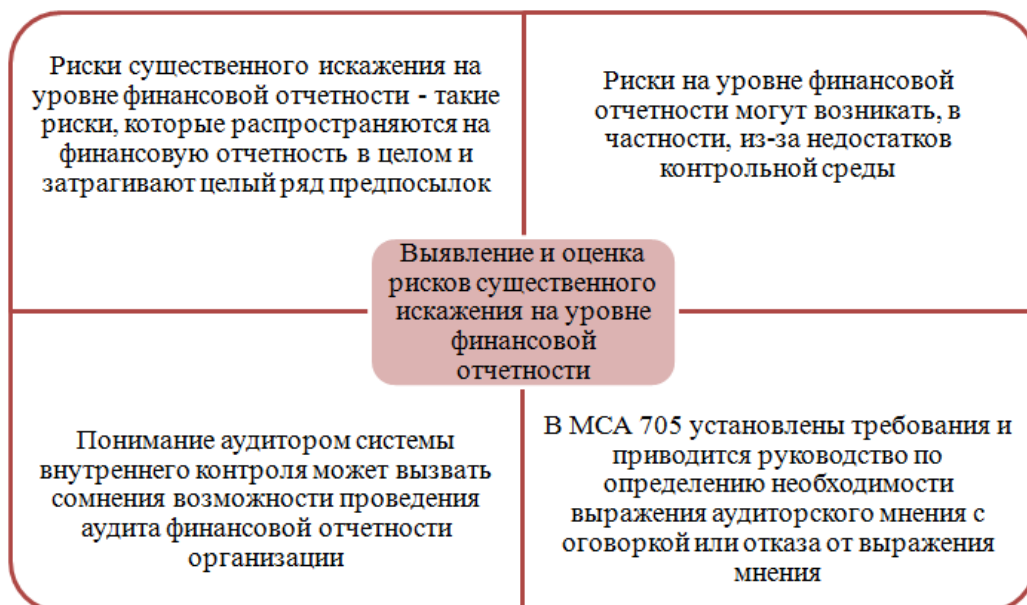 Риски существенного искажения на
уровне финансовой отчетности - такие
риски, которые распространяются на
финансовую отчетность в целом и
затрагивают целый ряд предпосылок
Риски на уровне финансовой
отчетности могут возникать, в
частности, из-за недостатков
контрольной среды
Выявление и оценка
рисков существенного
искажения на уровне
финансовой
отчетности
Понимание аудитором системы
внутреннего контроля может вызвать
сомнения возможности проведения
аудита финансовой отчетности
организации
В МСА 705 установлены требования и
приводится руководство по
определению необходимости
выражения аудиторского мнения с
оговоркой или отказа от выражения
мнения